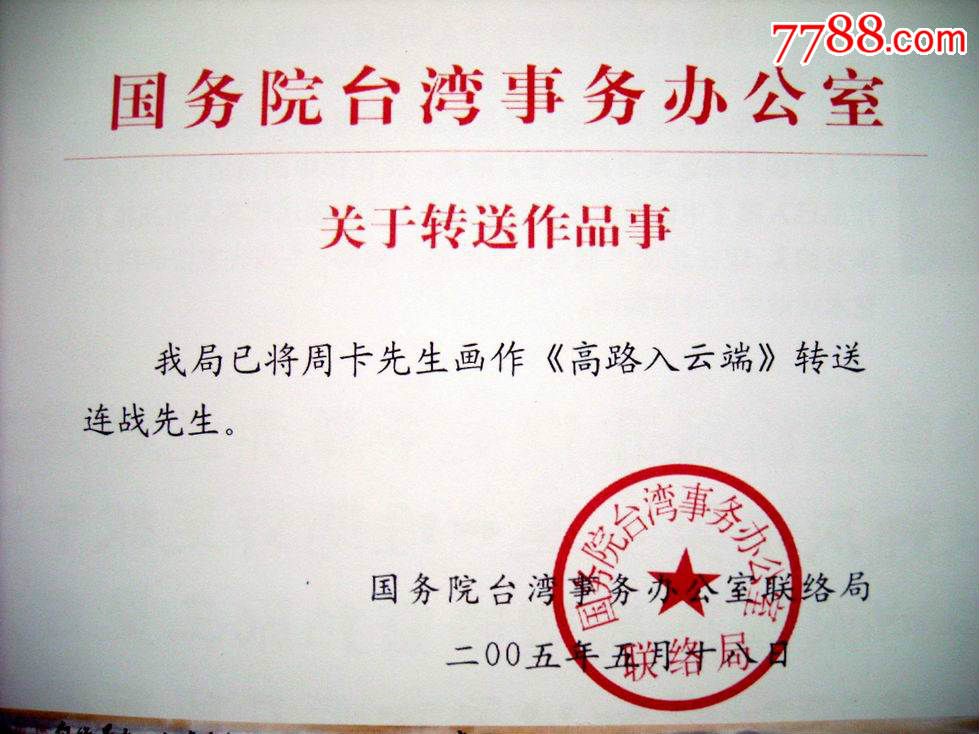 7788.com
国务院台湾事务办公室
关于转送作品事
我局已将周卡先生画作《高路入云端》转送
连战先生。
国务院台湾事务办公室
联络局
国务院台湾事务办公室联络局
二00五年五月十八日